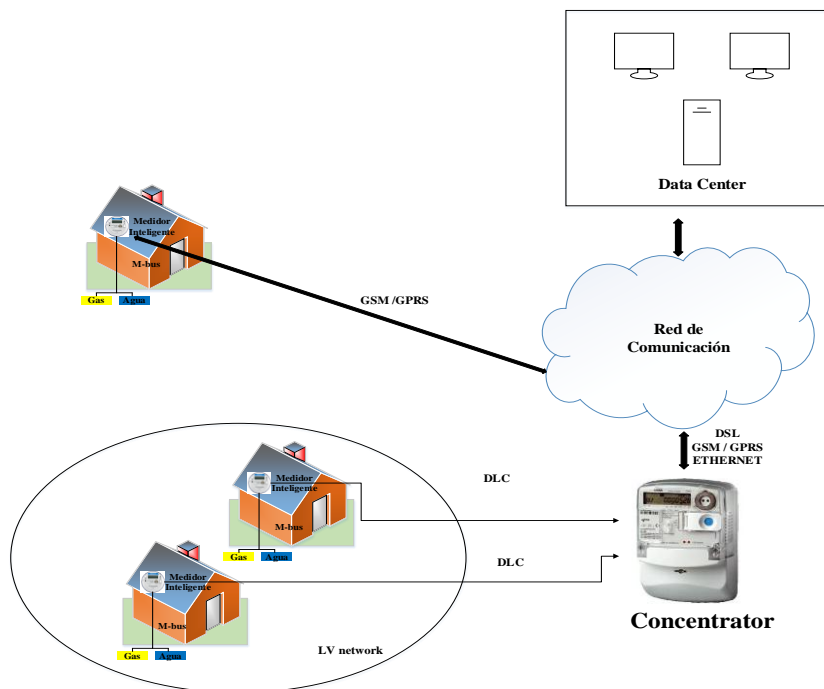 Data Center
Medidor
Inteligente
M-bus
Gas
Agua
GSM /GPRS
Red de
Comunicación
DSL
GSM / GPRS
ETHERNET
Medidor
Inteligente
M-bus
Gas
Agua
DLC
Medidor
Inteligente
M-bus
Gas
Agua
DLC
LV network
Concentrator